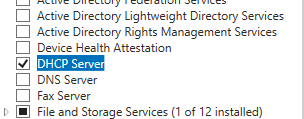 Active Directory Federation Services
Active Directory Lightweight Directory Services
Active Directory Rights Management Services
Device Health Attestation
DHCP Server
DNS Server
Fax Server
File and Storage Services (1 of 12 installed)